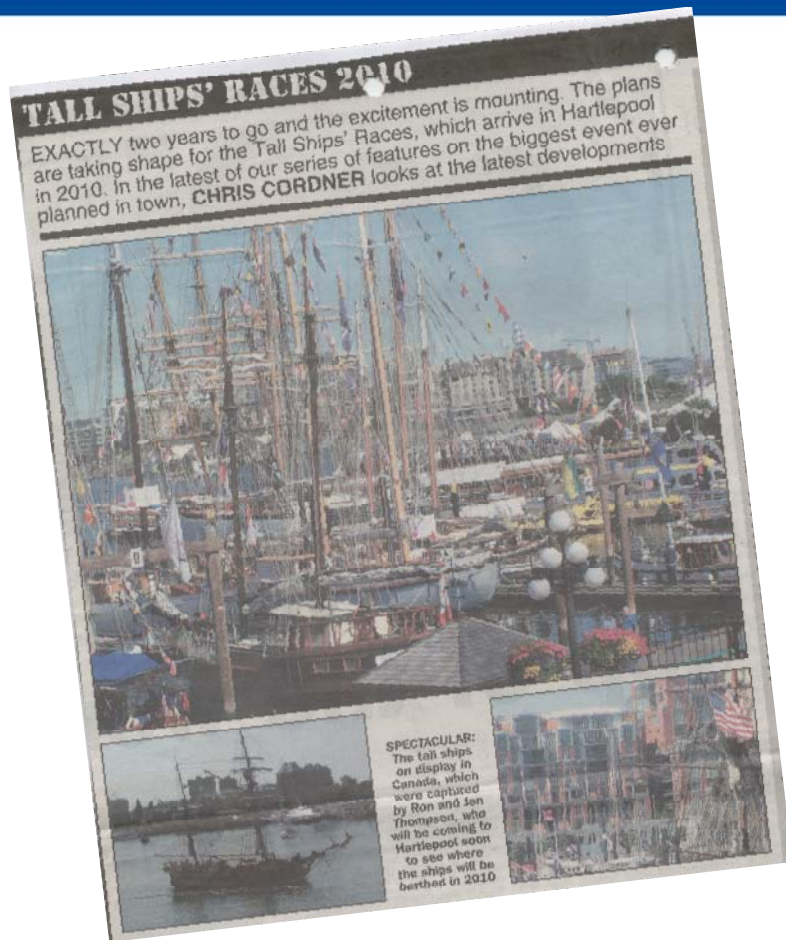 TALL SHIPS' RACES 2010
EXACTLY two years to go and the excitement is mounting. The plans
are taking shape for the Tall Ships' Races, which arrive in Hartlepool
in 2010. In the latest of our series of features on the biggest event ever
planned in town, CHRIS CORDNER looks at the latest developments
SPECTACULAR:
The tall ships
on display in
Canada, which
were captured
by Ron and Jan
Thompson, who
will be coming to
Hartlepool soon
to see where
the ships will be
berthed in 2010